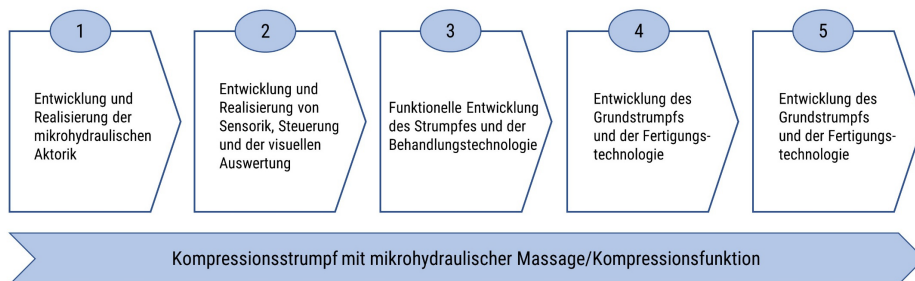 1
Entwicklung und
Realisierung der
mikrohydraulischen
Aktorik
2
Entwicklung und
Realisierung von
Sensorik, Steuerung
und der visuellen
Auswertung
3
Funktionelle Entwicklung
des Strumpfes und der
Behandlungstechnologie
4
Entwicklung des
Grundstrumpfs
und der Fertigungs-
technologie
5
Entwicklung des
Grundstrumpfs
und der Fertigungs-
technologie
Kompressionsstrumpf mit mikrohydraulischer Massage/Kompressionsfunktion